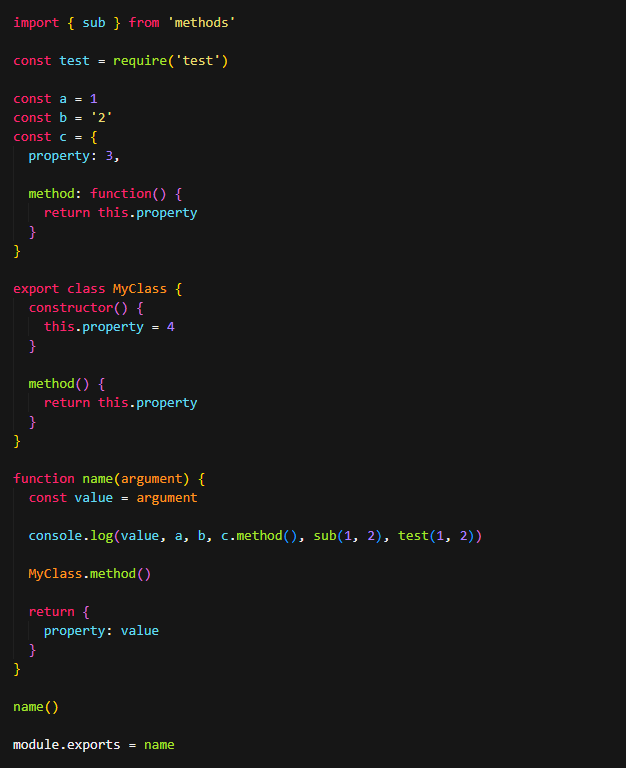 import { sub } from 'methods'
const test = require('test')
const a = 1
const b = '2'
const c = {
  property: 3,
  method: function() {
    return this.property
  }
}
export class MyClass {
  constructor() {
    this.property = 4
  }
  method() {
    return this.property
  }
}
function name(argument) {
  const value = argument
  console.log(value, a, b, c.method(), sub(1, 2), test(1, 2))
  MyClass.method()
  return {
    property: value
  }
}
name()
module.exports = name